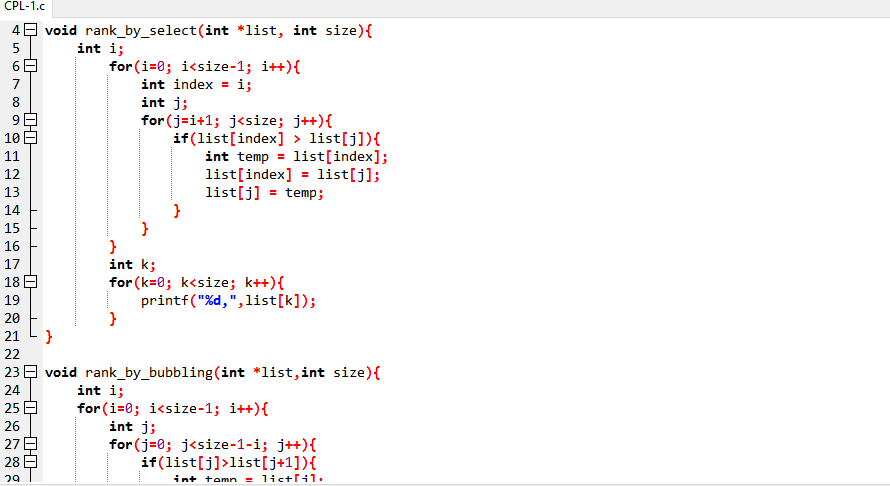 CPL-1.c
4 void rank_by_select(int *list, int size){
5 int i;
6 for(i=0; i<size-1; i++){
7 int index = i;
8 int j;
9 for(j=i+1; j<size; j++){
10 if(list[index] > list[j]){
11 int temp = list[index];
12 list[index] = list[j];
13 list[j] = temp;
14 }
15 }
16 }
17 int k;
18 for(k=0; k<size; k++){
19 printf("%d,",list[k]);
20 }
21 }
22
23 void rank_by_bubbling(int *list,int size){
24 int i;
25 for(i=0; i<size-1; i++){
26 int j;
27 for(j=0; j<size-1-i; j++){
28 if(list[j]>list[j+1]){
29 int temp = list[j];